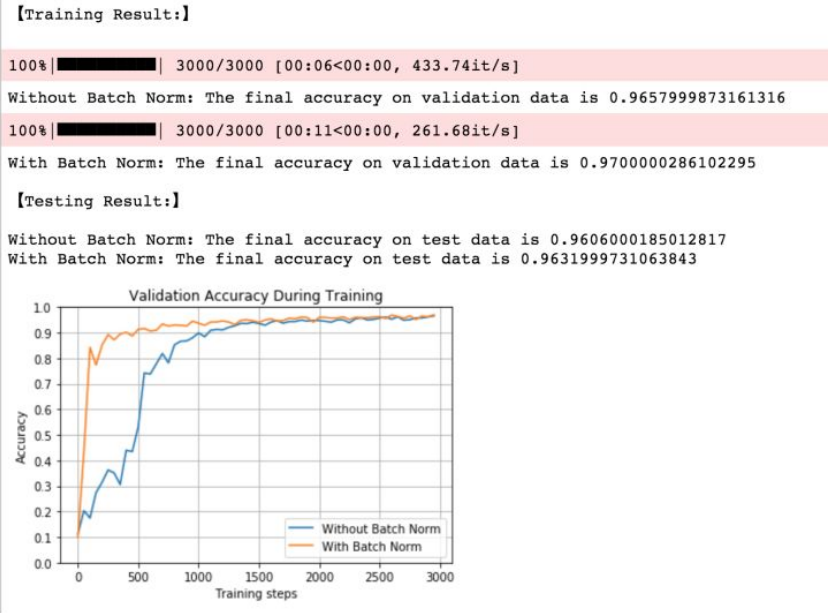 【Training Result:】
100%|██████████| 3000/3000 [00:06<00:00, 433.74it/s]
Without Batch Norm: The final accuracy on validation data is 0.9657999873161316
100%|██████████| 3000/3000 [00:11<00:00, 261.68it/s]
With Batch Norm: The final accuracy on validation data is 0.9700000286102295
【Testing Result:】
Without Batch Norm: The final accuracy on test data is 0.9606000185012817
With Batch Norm: The final accuracy on test data is 0.9631999731063843
Validation Accuracy During Training
1.0
0.9
0.8
0.7
0.6
0.5
0.4
0.3
0.2
0.1
0.0
Accuracy
Without Batch Norm
With Batch Norm
0 500 1000 1500 2000 2500 3000
Training steps